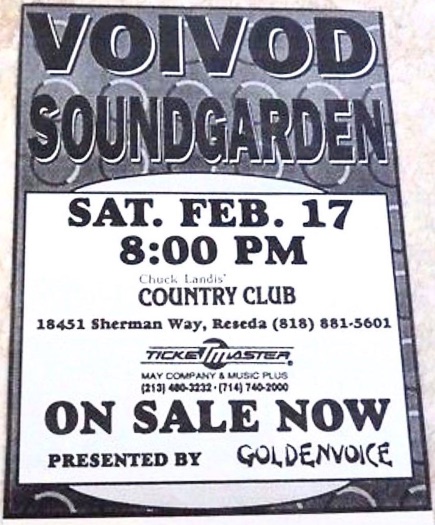 VOIVOD
SOUNDGARDEN
SAT. FEB. 17
8:00 PM
Chuck Landis'
COUNTRY CLUB
18451 Sherman Way, Reseda (818) 881-5601
TICKETMASTER
MAY COMPANY & MUSIC PLUS
(213) 480-3232 • (714) 740-2000
ON SALE NOW
PRESENTED BY GOLDENVOICE